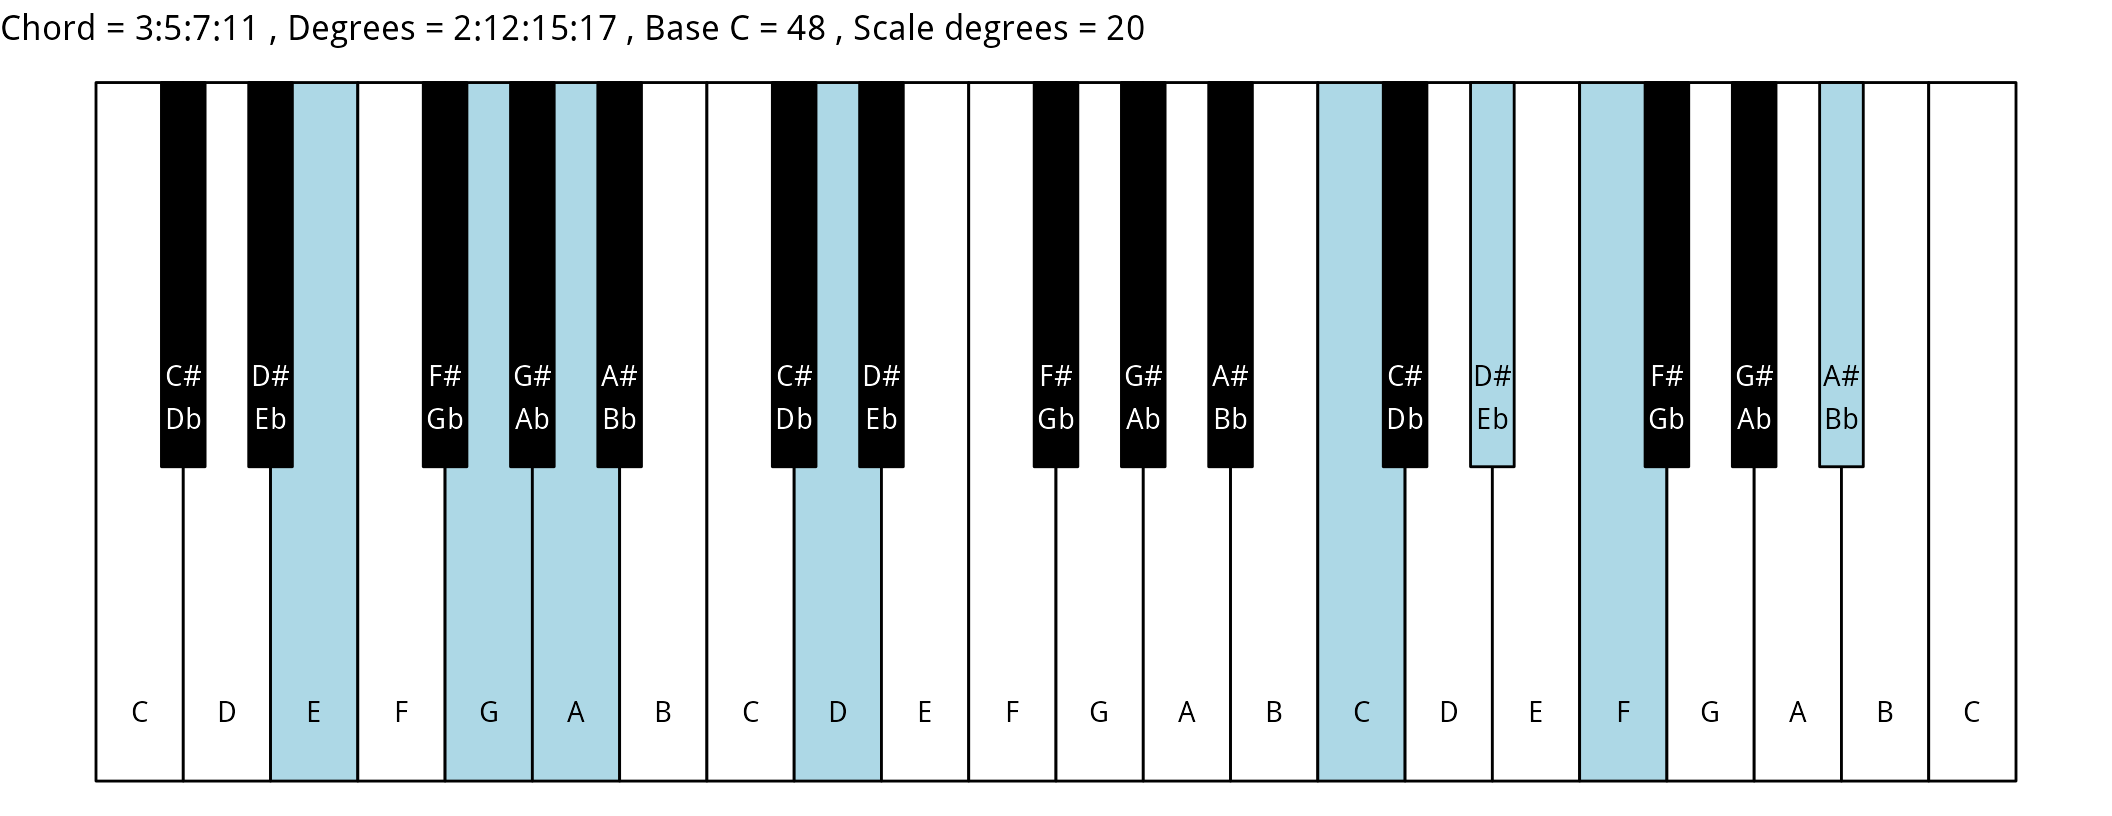 Chord = 3:5:7:11 , Degrees = 2:12:15:17 , Base C = 48 , Scale degrees = 20
C# D# F# G# A# C# D# F# G# A# C# D# F# G# A#
Db Eb Gb Ab Bb Db Eb Gb Ab Bb Db Eb Gb Ab Bb
C D E F G A B C D E F G A B C D E F G A B C